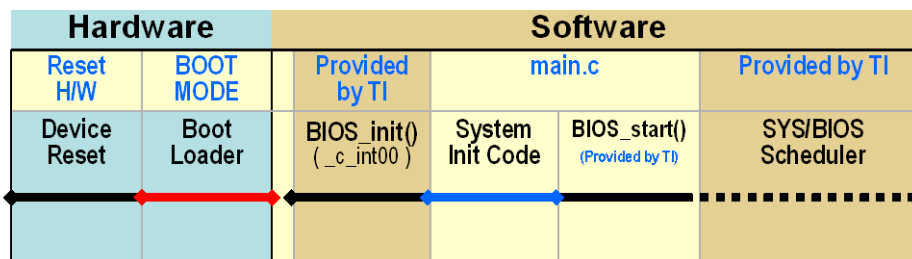 Hardware
Software
Reset
H/W
BOOT
MODE
Provided
by TI
main.c
Provided by TI
Device
Reset
Boot
Loader
BIOS_init()
( _c_int00 )
System
Init Code
BIOS_start()
(Provided by TI)
SYS/BIOS
Scheduler